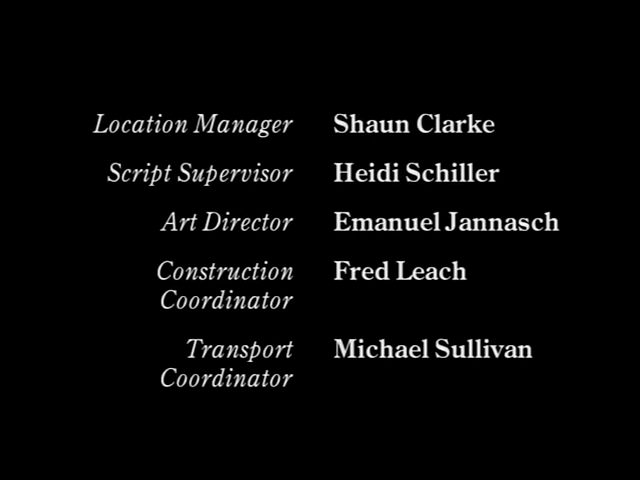 Location Manager Shaun Clarke
Script Supervisor Heidi Schiller
Art Director Emanuel Jannasch
Construction Fred Leach
Coordinator
Transport Michael Sullivan
Coordinator